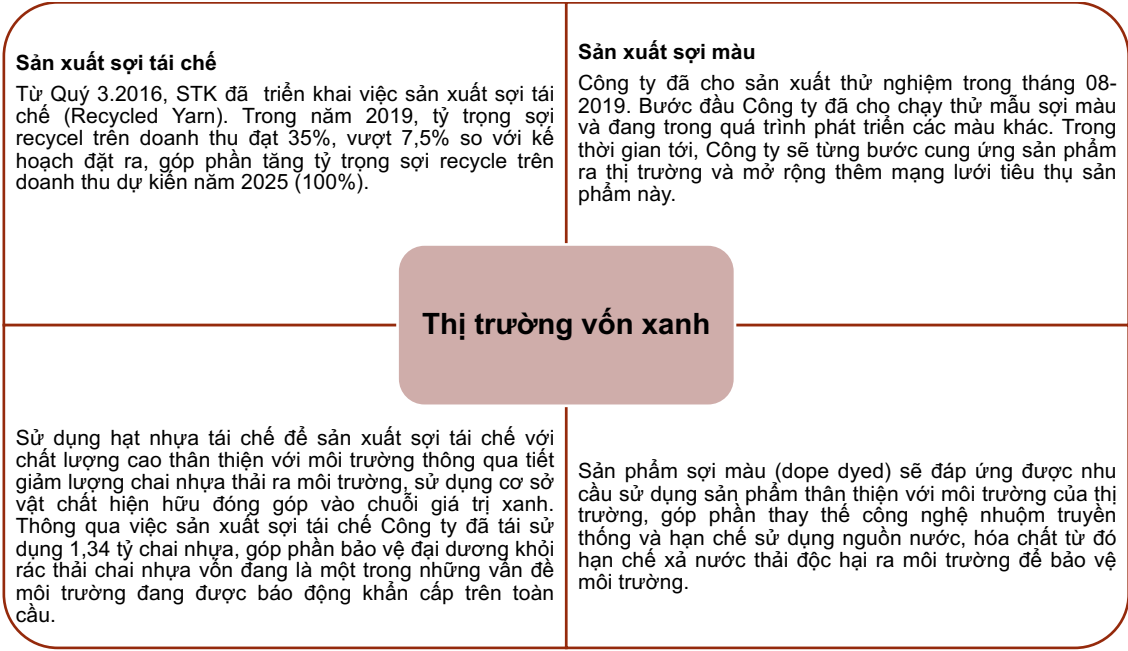 Sản xuất sợi tái chế
Từ Quý 3.2016, STK đã triển khai việc sản xuất sợi tái
chế (Recycled Yarn). Trong năm 2019, tỷ trọng sợi
recycel trên doanh thu đạt 35%, vượt 7,5% so với kế
hoạch đặt ra, góp phần tăng tỷ trọng sợi recycle trên
doanh thu dự kiến năm 2025 (100%).
Sản xuất sợi màu
Công ty đã cho sản xuất thử nghiệm trong tháng 08-
2019. Bước đầu Công ty đã cho chạy thử mẫu sợi màu
và đang trong quá trình phát triển các màu khác. Trong
thời gian tới, Công ty sẽ từng bước cung ứng sản phẩm
ra thị trường và mở rộng thêm mạng lưới tiêu thụ sản
phẩm này.
Thị trường vốn xanh
Sử dụng hạt nhựa tái chế để sản xuất sợi tái chế với
chất lượng cao thân thiện với môi trường thông qua tiết
giảm lượng chai nhựa thải ra môi trường, sử dụng cơ sở
vật chất hiện hữu đóng góp vào chuỗi giá trị xanh.
Thông qua việc sản xuất sợi tái chế Công ty đã tái sử
dụng 1,34 tỷ chai nhựa, góp phần bảo vệ đại dương khỏi
rác thải chai nhựa vốn đang là một trong những vấn đề
môi trường đang được báo động khẩn cấp trên toàn
cầu.
Sản phẩm sợi màu (dope dyed) sẽ đáp ứng được nhu
cầu sử dụng sản phẩm thân thiện với môi trường của thị
trường, góp phần thay thế công nghệ nhuộm truyền
thống và hạn chế sử dụng nguồn nước, hóa chất từ đó
hạn chế xả nước thải độc hại ra môi trường để bảo vệ
môi trường.